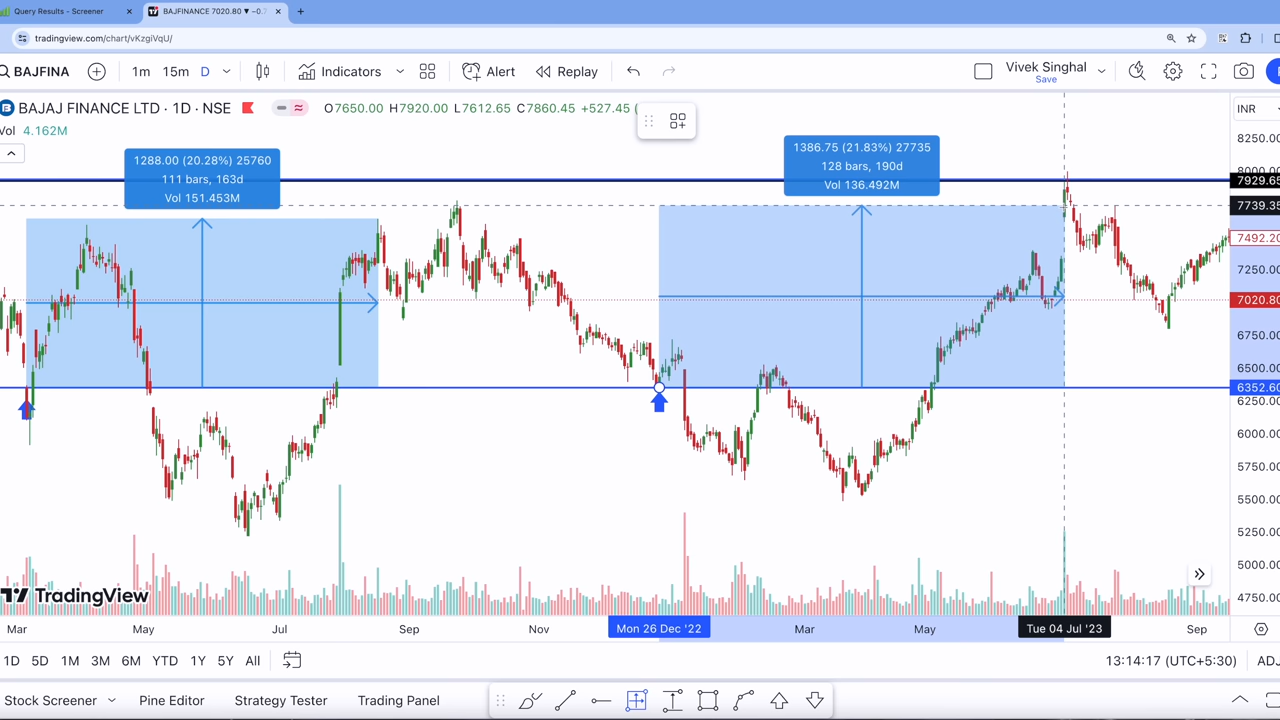 Query Results - Screener
BAJFINANCE 7020.80 ▼ −0.7
tradingview.com/chart/vKzgiVqU/
BAJFINA
1m 15m D
Indicators
Alert
Replay
Vivek Singhal
Save
BAJAJ FINANCE LTD · 1D · NSE
O7650.00 H7920.00 L7612.65 C7860.45 +527.45 (
INR
Vol 4.162M
8250.00
1288.00 (20.28%) 25760
111 bars, 163d
Vol 151.453M
1386.75 (21.83%) 27735
128 bars, 190d
Vol 136.492M
8000.00
7929.65
7739.35
7492.20
7250.00
7020.80
6750.00
6500.00
6352.60
6250.00
6000.00
5750.00
5500.00
5250.00
5000.00
4750.00
TradingView
Mar May Jul Sep Nov Mon 26 Dec '22 Mar May Tue 04 Jul '23 Sep
1D 5D 1M 3M 6M YTD 1Y 5Y All
13:14:17 (UTC+5:30) ADJ
Stock Screener Pine Editor Strategy Tester Trading Panel